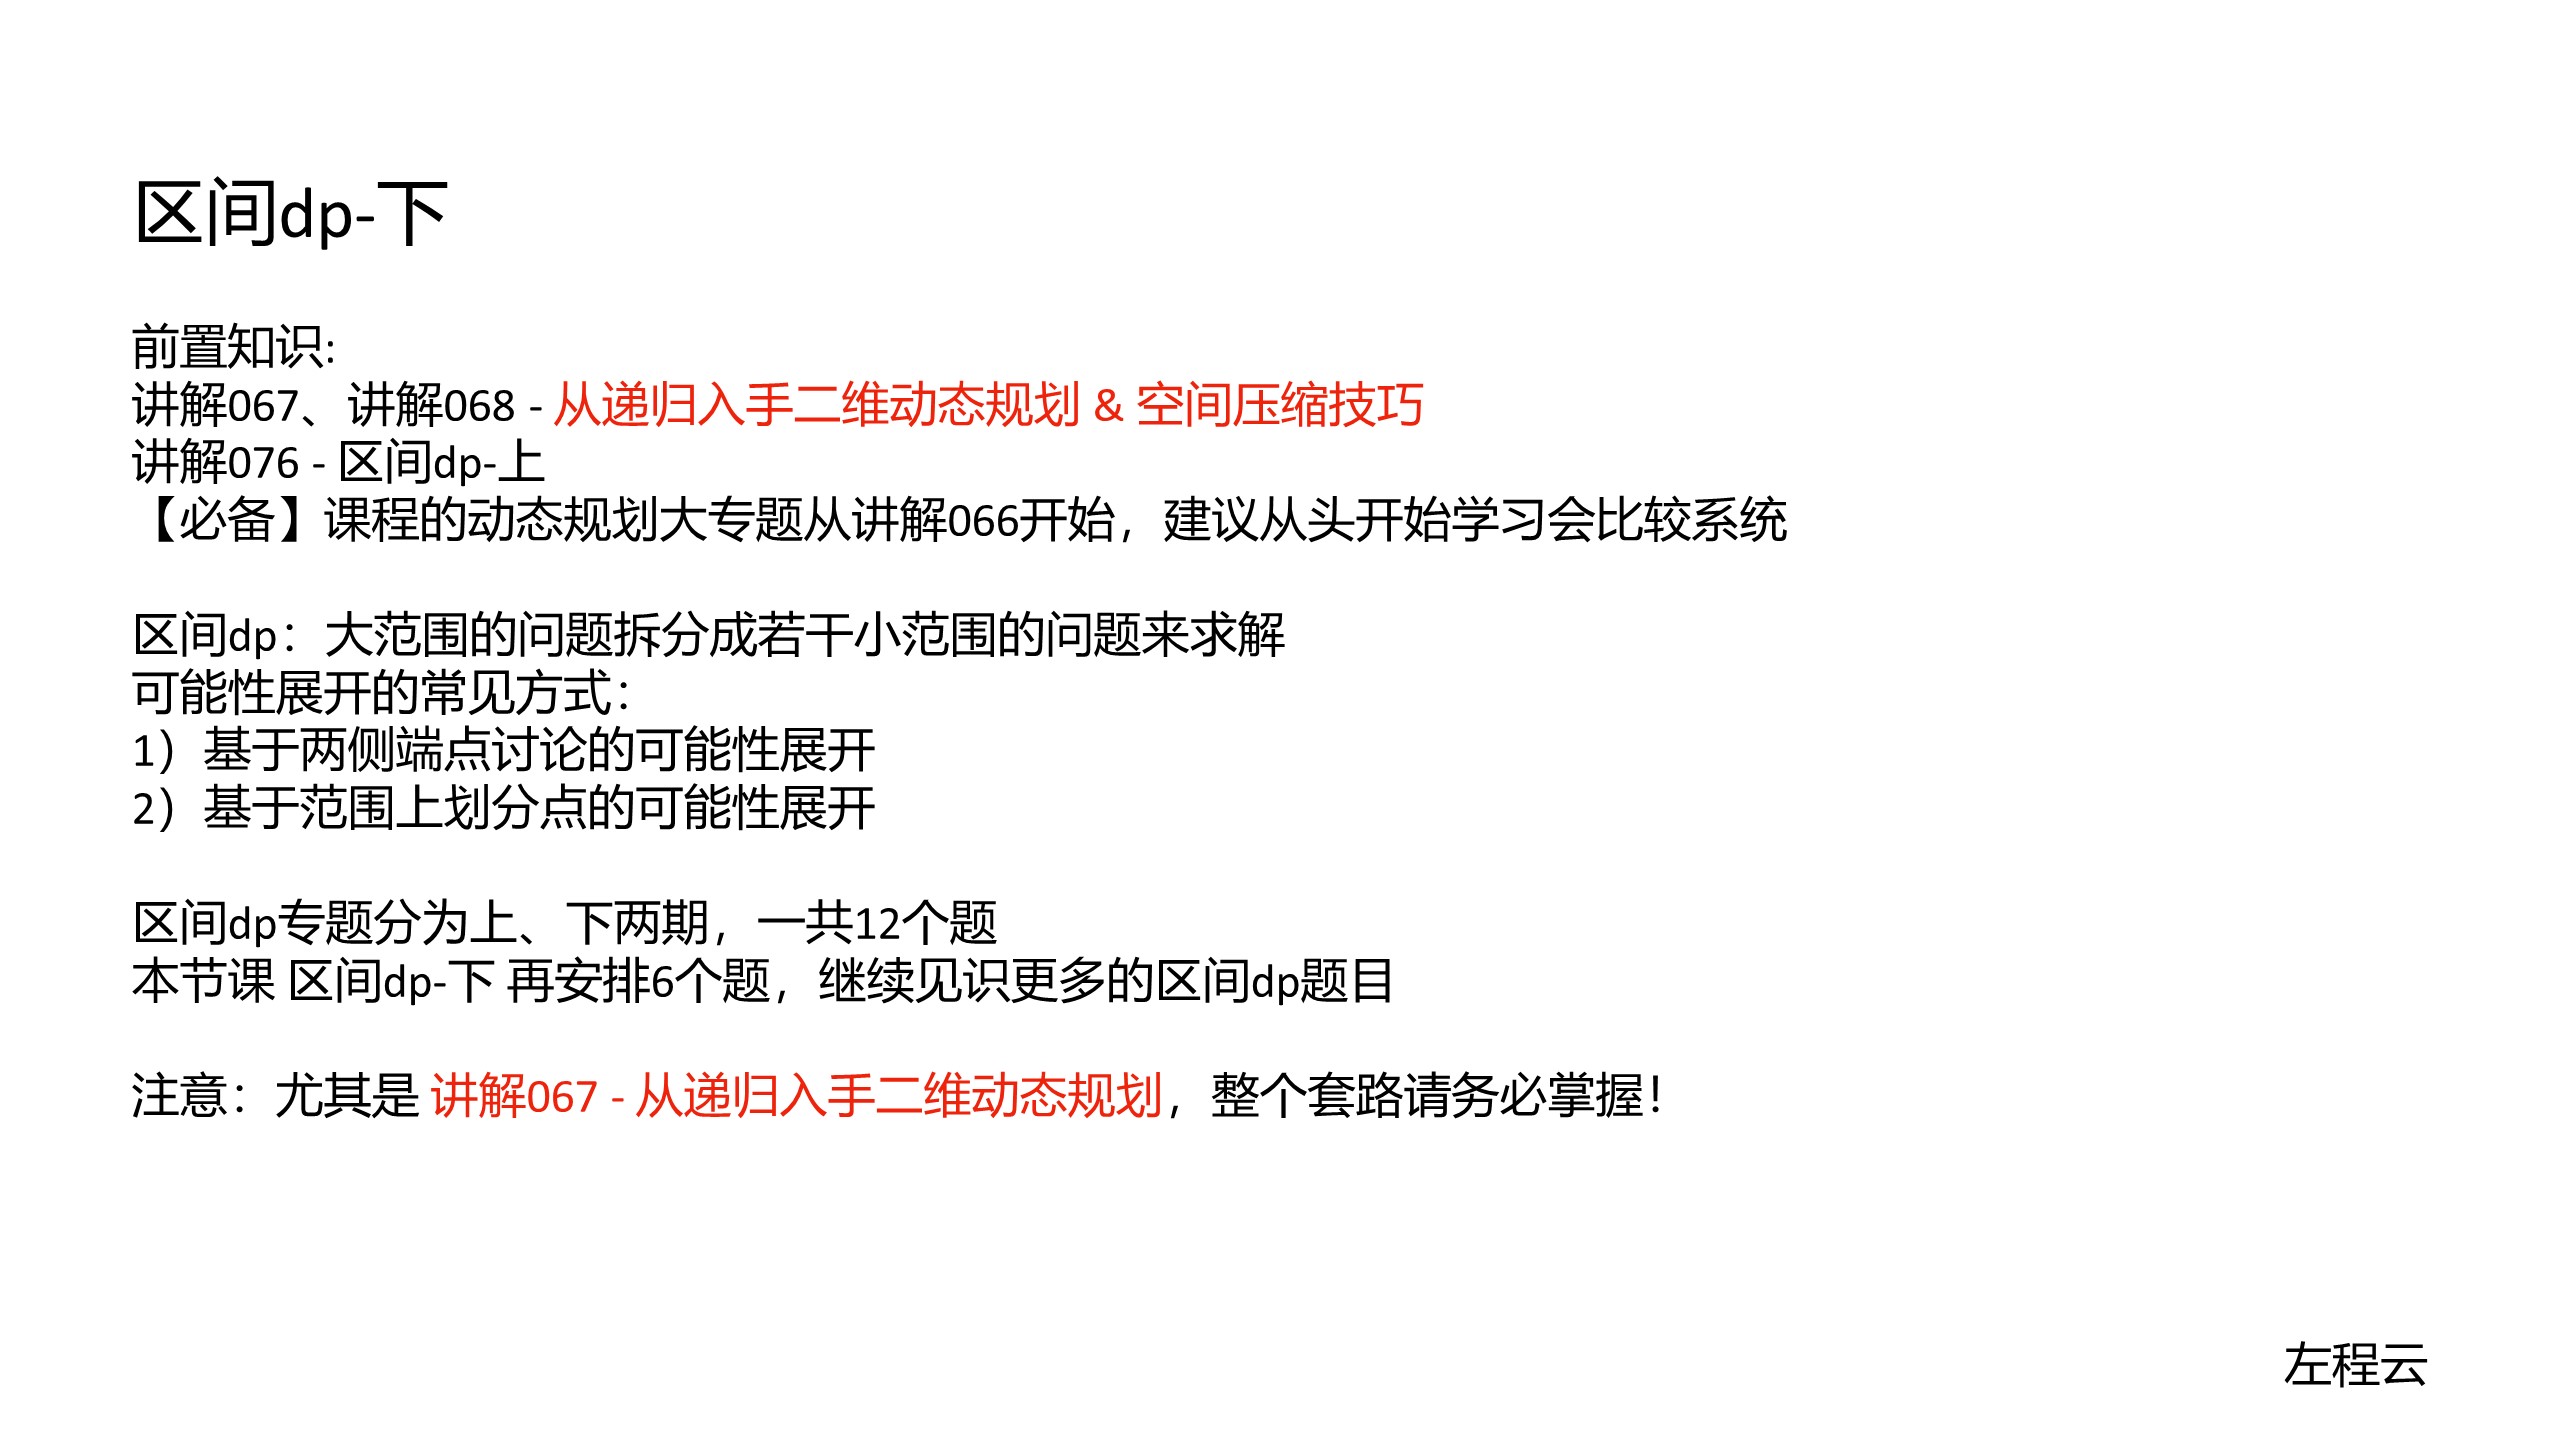 区间dp-下
前置知识:
讲解067、讲解068 - 从递归入手二维动态规划 & 空间压缩技巧
讲解076 - 区间dp-上
【必备】课程的动态规划大专题从讲解066开始，建议从头开始学习会比较系统
区间dp：大范围的问题拆分成若干小范围的问题来求解
可能性展开的常见方式：
1）基于两侧端点讨论的可能性展开
2）基于范围上划分点的可能性展开
区间dp专题分为上、下两期，一共12个题
本节课 区间dp-下 再安排6个题，继续见识更多的区间dp题目
注意：尤其是 讲解067 - 从递归入手二维动态规划，整个套路请务必掌握！
左程云